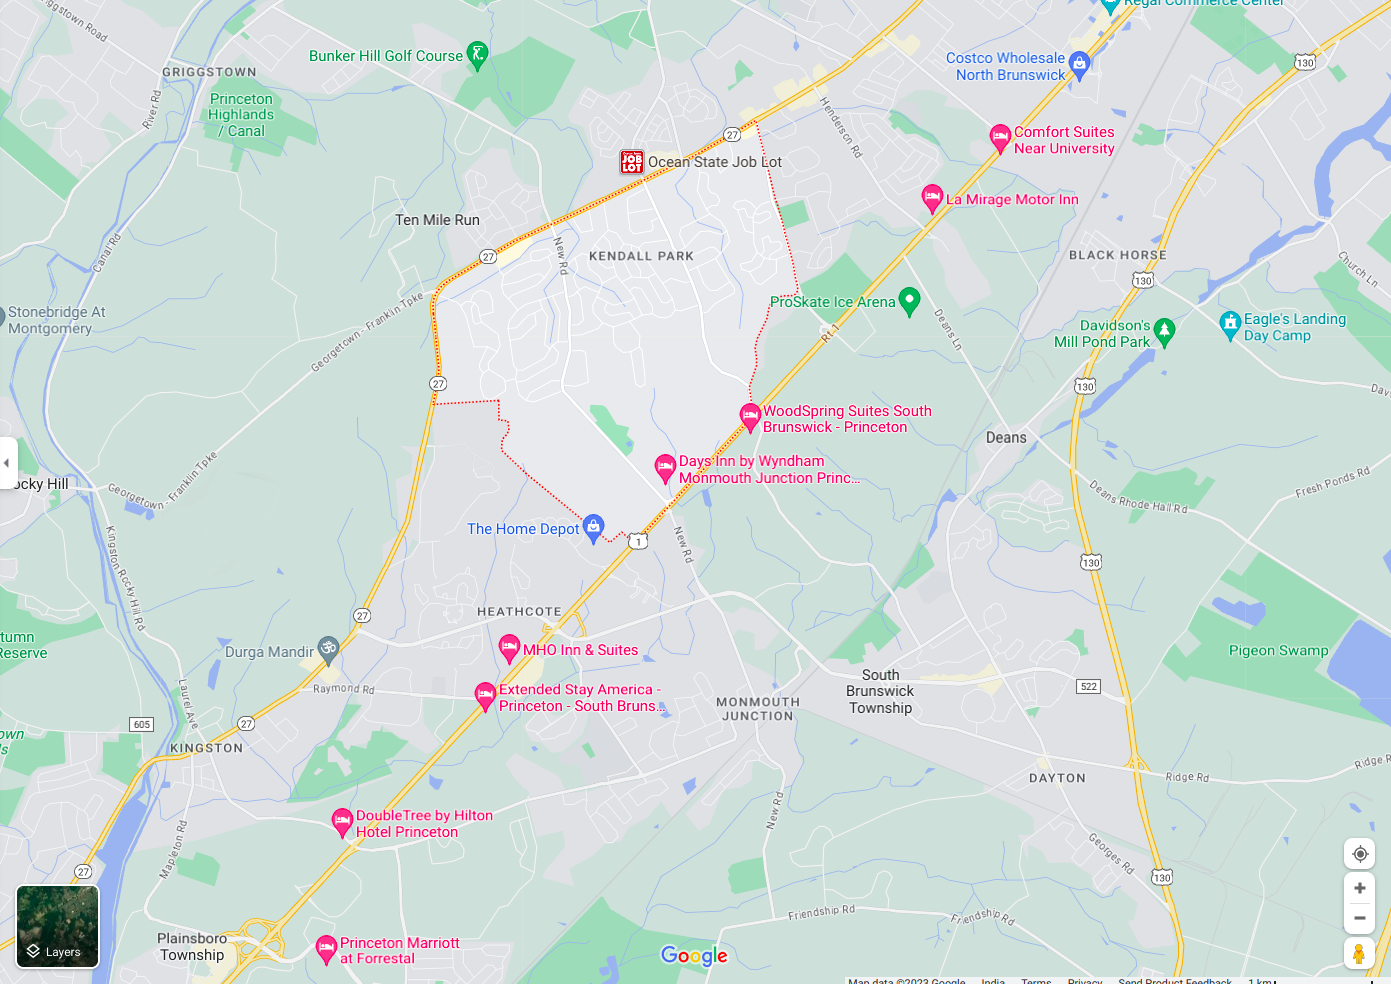 Griggstown Road
Regal Commerce Center
Bunker Hill Golf Course
Costco Wholesale
North Brunswick
130
GRIGGSTOWN
Princeton
Highlands
/ Canal
River Rd
Henderson Rd
27
Comfort Suites
Near University
JOB
LOT
Ocean State Job Lot
La Mirage Motor Inn
Ten Mile Run
Canal Rd
27
New Rd
KENDALL PARK
BLACK HORSE
130
Church Ln
Stonebridge At
Montgomery
Georgetown - Franklin Tpke
ProSkate Ice Arena
Rt. 1
Deans Ln
Davidson's
Mill Pond Park
Eagle's Landing
Day Camp
27
130
WoodSpring Suites South
Brunswick - Princeton
Deans
Days Inn by Wyndham
Monmouth Junction Princ...
ocky Hill
Georgetown - Franklin Tpke
Deans Rhode Hall Rd
Fresh Ponds Rd
The Home Depot
1
New Rd
Kingston Rocky Hill Rd
130
27
HEATHCOTE
tumn
Reserve
Durga Mandir
MHO Inn & Suites
Pigeon Swamp
Raymond Rd
Laurel Ave
Extended Stay America -
Princeton - South Bruns...
South
Brunswick
Township
522
MONMOUTH
JUNCTION
605
27
KINGSTON
own
ls
DAYTON
Ridge Rd
Ridge R
DoubleTree by Hilton
Hotel Princeton
New Rd
Mapleton Rd
Georges Rd
27
130
Friendship Rd
Friendship Rd
Plainsboro
Township
Princeton Marriott
at Forrestal
Layers
Google
Map data ©2023 Google India Terms Privacy Send Product Feedback 1 km